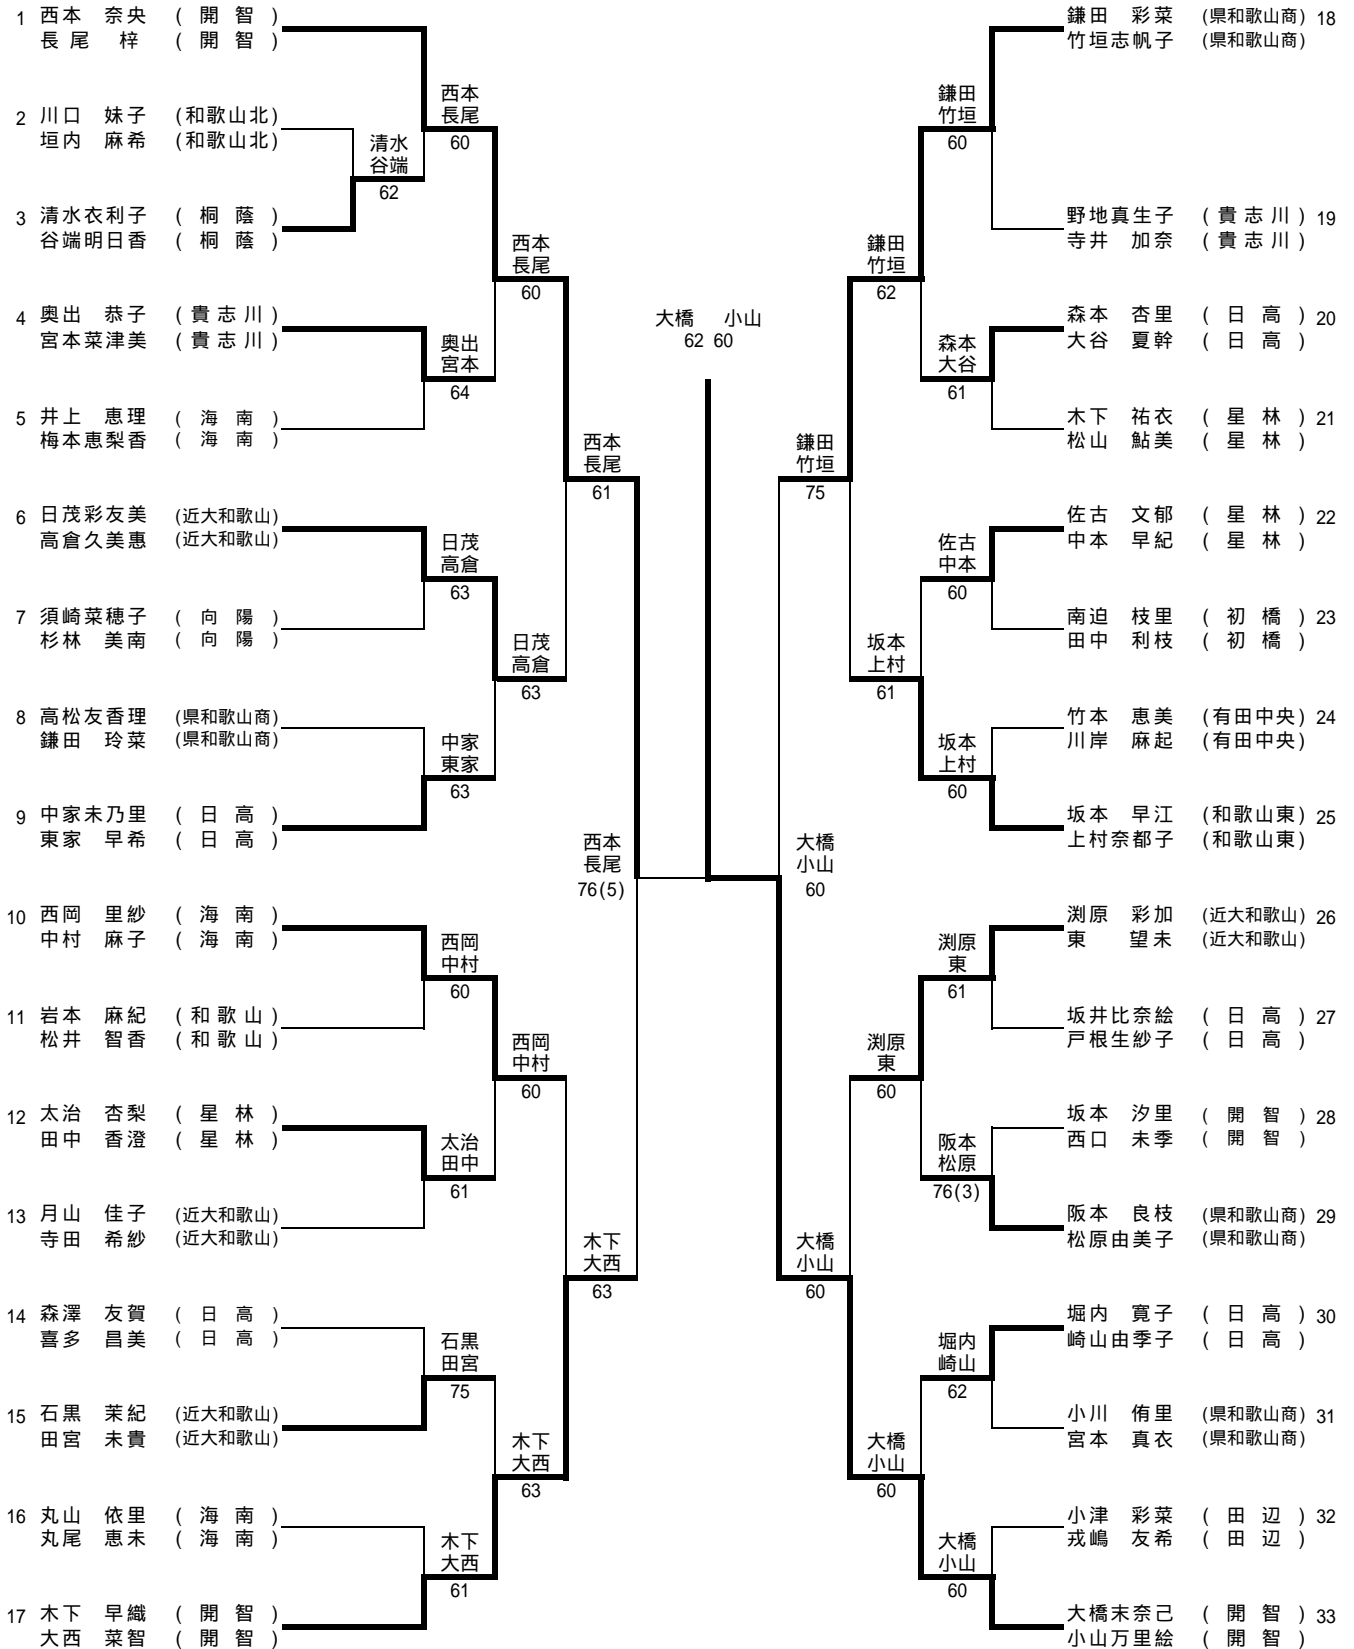 1 西本 奈央 (開智)
長尾 梓 (開智)
2 川口 妹子 (和歌山北)
垣内 麻希 (和歌山北)
3 清水衣利子 (桐蔭)
谷端明日香 (桐蔭)
4 奥出 恭子 (貴志川)
宮本菜津美 (貴志川)
5 井上 恵理 (海南)
梅本恵梨香 (海南)
6 日茂彩友美 (近大和歌山)
高倉久美惠 (近大和歌山)
7 須崎菜穂子 (向陽)
杉林 美南 (向陽)
8 高松友香理 (県和歌山商)
鎌田 玲菜 (県和歌山商)
9 中家未乃里 (日高)
東家 早希 (日高)
10 西岡 里紗 (海南)
中村 麻子 (海南)
11 岩本 麻紀 (和歌山)
松井 智香 (和歌山)
12 太治 杏梨 (星林)
田中 香澄 (星林)
13 月山 佳子 (近大和歌山)
寺田 希紗 (近大和歌山)
14 森澤 友賀 (日高)
喜多 昌美 (日高)
15 石黒 茉紀 (近大和歌山)
田宮 未貴 (近大和歌山)
16 丸山 依里 (海南)
丸尾 恵未 (海南)
17 木下 早織 (開智)
大西 菜智 (開智)
清水
谷端
62
西本
長尾
60
奥出
宮本
64
日茂
高倉
63
中家
東家
63
西岡
中村
60
太治
田中
61
石黒
田宮
75
木下
大西
61
西本
長尾
60
日茂
高倉
63
西岡
中村
60
木下
大西
63
西本
長尾
61
木下
大西
63
西本
長尾
76(5)
大橋 小山
62 60
大橋
小山
60
鎌田
竹垣
75
大橋
小山
60
鎌田
竹垣
62
坂本
上村
61
渕原
東
60
大橋
小山
60
鎌田
竹垣
60
森本
大谷
61
佐古
中本
60
坂本
上村
60
渕原
東
61
阪本
松原
76(3)
堀内
崎山
62
大橋
小山
60
鎌田 彩菜 (県和歌山商) 18
竹垣志帆子 (県和歌山商)
野地真生子 (貴志川) 19
寺井 加奈 (貴志川)
森本 杏里 (日高) 20
大谷 夏幹 (日高)
木下 祐衣 (星林) 21
松山 鮎美 (星林)
佐古 文郁 (星林) 22
中本 早紀 (星林)
南迫 枝里 (初橋) 23
田中 利枝 (初橋)
竹本 恵美 (有田中央) 24
川岸 麻起 (有田中央)
坂本 早江 (和歌山東) 25
上村奈都子 (和歌山東)
渕原 彩加 (近大和歌山) 26
東 望未 (近大和歌山)
坂井比奈絵 (日高) 27
戸根生紗子 (日高)
坂本 汐里 (開智) 28
西口 未季 (開智)
阪本 良枝 (県和歌山商) 29
松原由美子 (県和歌山商)
堀内 寛子 (日高) 30
崎山由季子 (日高)
小川 侑里 (県和歌山商) 31
宮本 真衣 (県和歌山商)
小津 彩菜 (田辺) 32
戎嶋 友希 (田辺)
大橋末奈己 (開智) 33
小山万里絵 (開智)